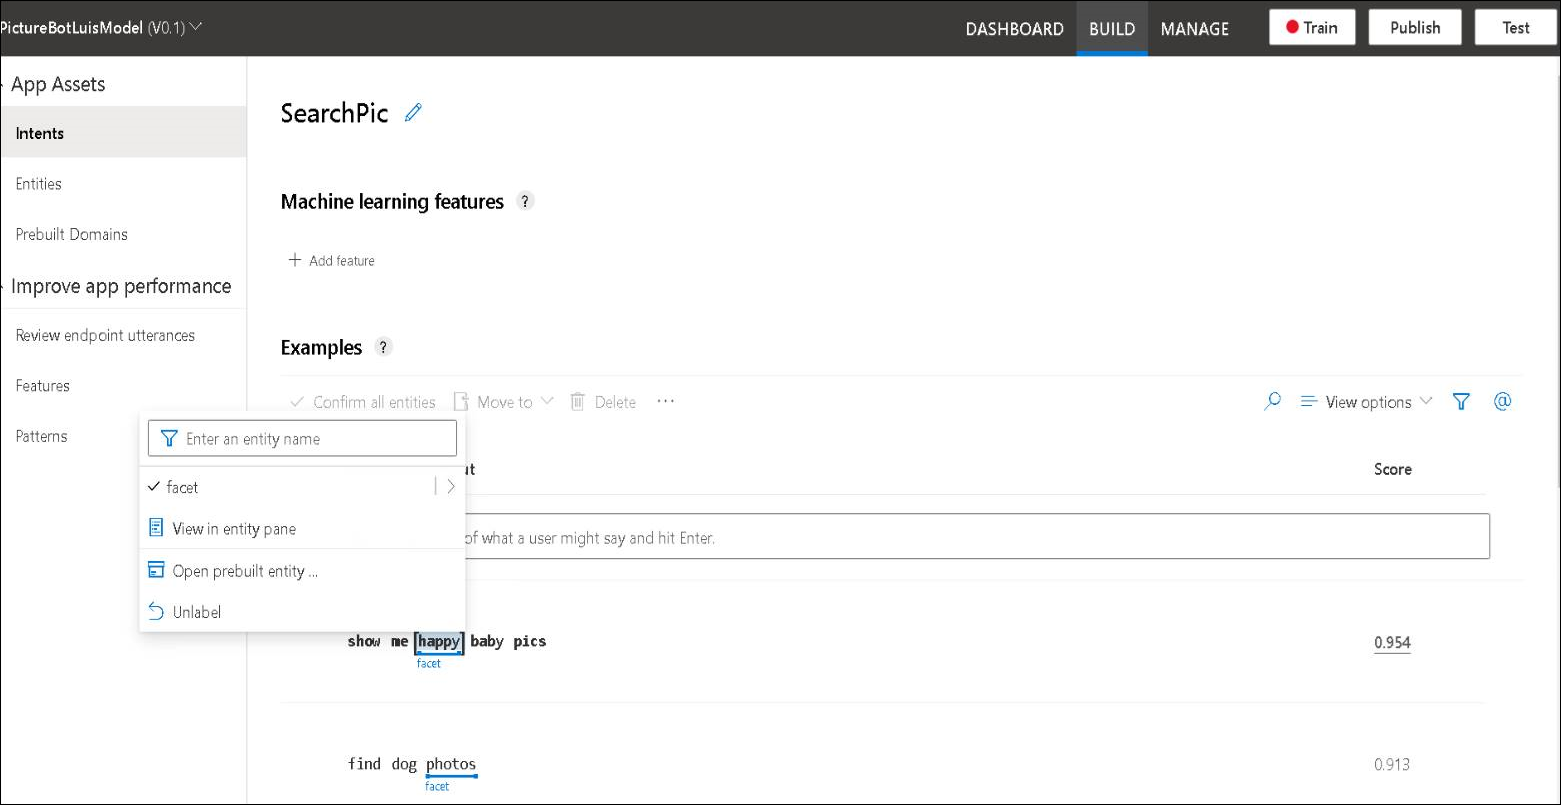 PictureBotLuisModel (V0.1)
DASHBOARD
BUILD
MANAGE
Train
Publish
Test
App Assets
Intents
Entities
Prebuilt Domains
Improve app performance
Review endpoint utterances
Features
Patterns
SearchPic
Machine learning features ?
+ Add feature
Examples ?
Confirm all entities
Move to
Delete
...
View options
@
Enter an entity name
facet
View in entity pane
Open prebuilt entity ...
Unlabel
Score
of what a user might say and hit Enter.
show me [happy] baby pics
0.954
facet
find dog photos
0.913
facet